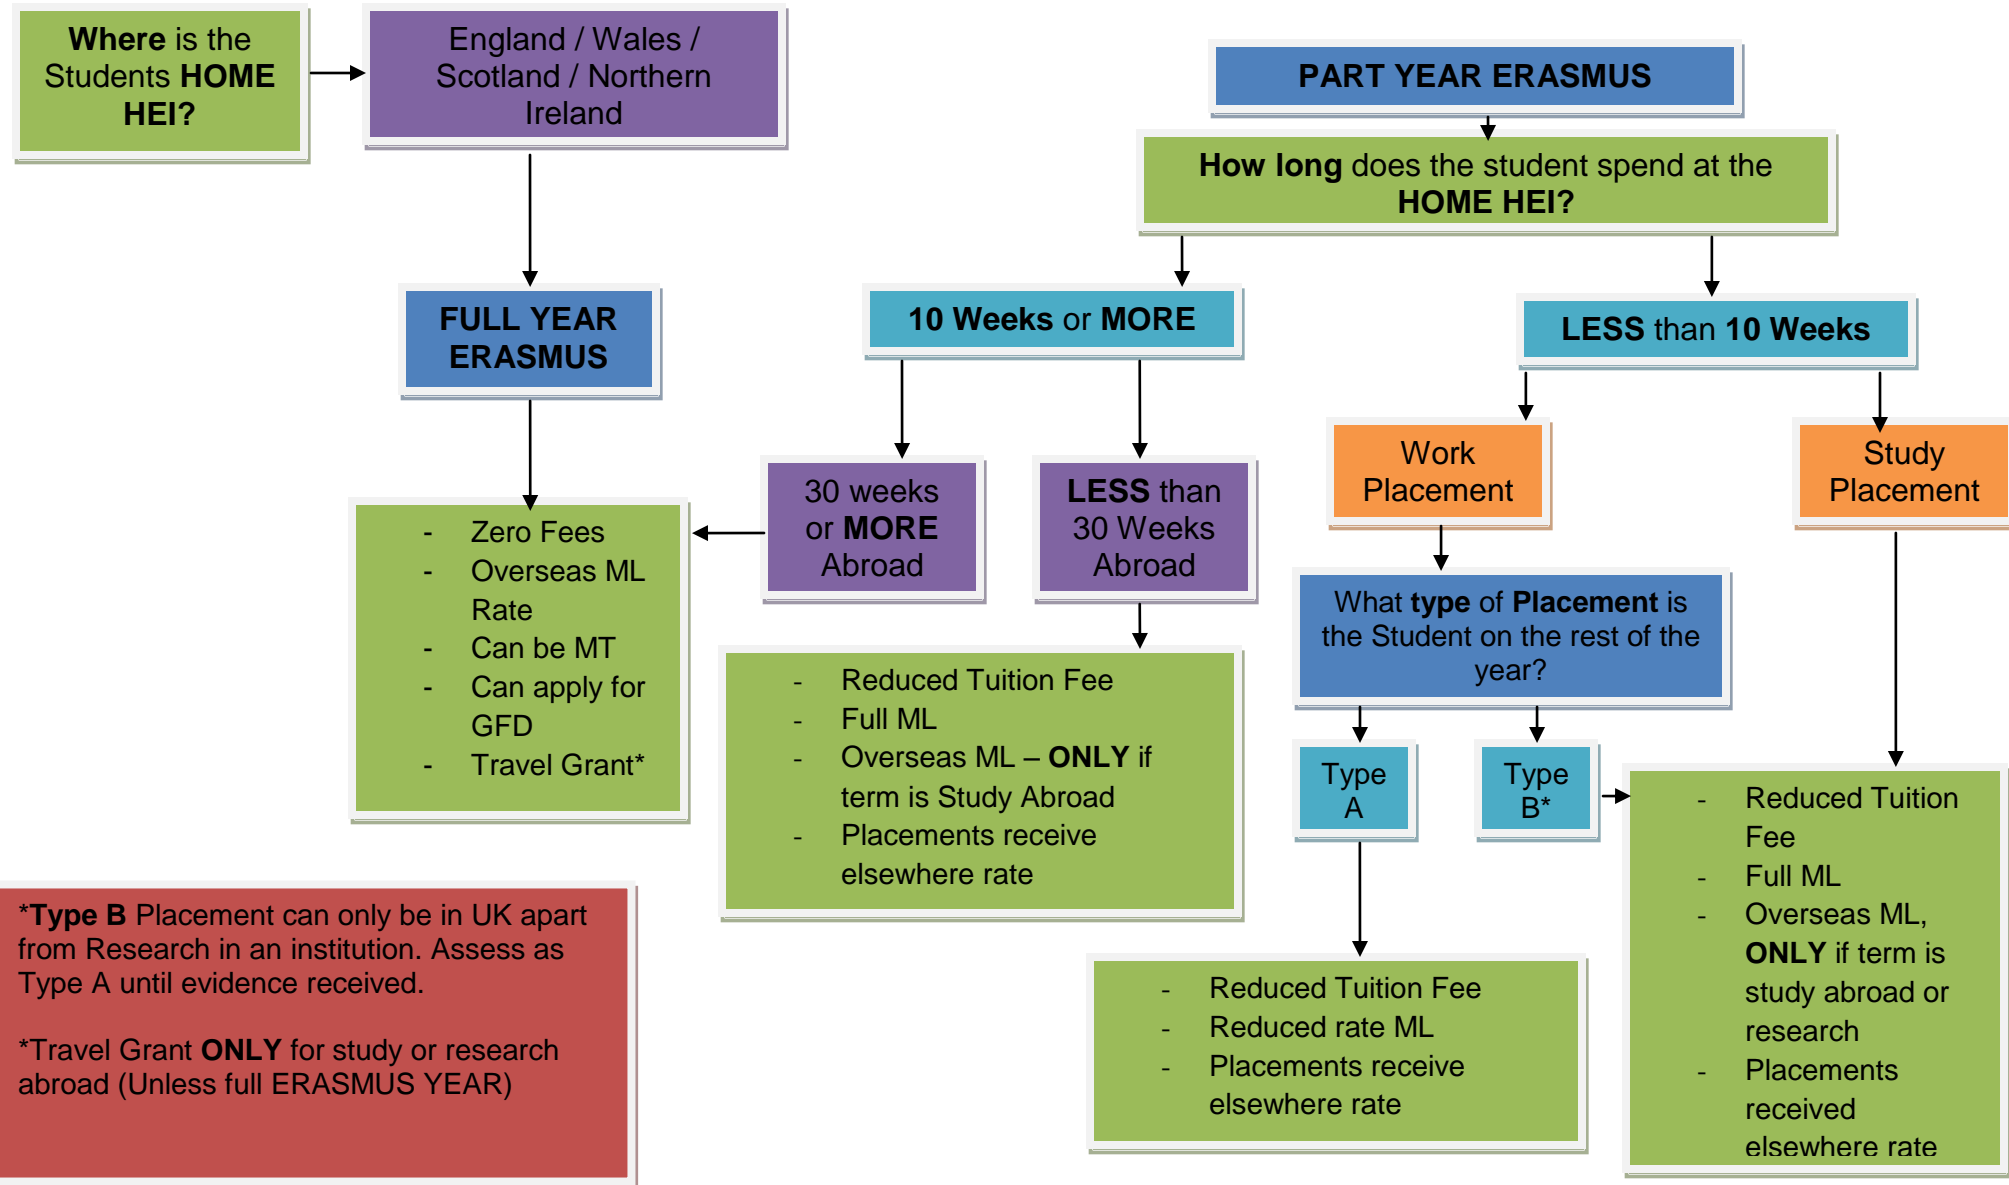 Where is the
Students HOME
HEI?
England / Wales /
Scotland / Northern
Ireland
FULL YEAR
ERASMUS
- Zero Fees
- Overseas ML
Rate
- Can be MT
- Can apply for
GFD
- Travel Grant*
PART YEAR ERASMUS
How long does the student spend at the
HOME HEI?
10 Weeks or MORE
LESS than 10 Weeks
30 weeks
or MORE
Abroad
LESS than
30 Weeks
Abroad
- Reduced Tuition Fee
- Full ML
- Overseas ML – ONLY if
term is Study Abroad
- Placements receive
elsewhere rate
Work
Placement
Study
Placement
What type of Placement is
the Student on the rest of the
year?
Type
A
Type
B*
- Reduced Tuition Fee
- Reduced rate ML
- Placements receive
elsewhere rate
- Reduced Tuition
Fee
- Full ML
- Overseas ML,
ONLY if term is
study abroad or
research
- Placements
received
elsewhere rate
*Type B Placement can only be in UK apart
from Research in an institution. Assess as
Type A until evidence received.
*Travel Grant ONLY for study or research
abroad (Unless full ERASMUS YEAR)